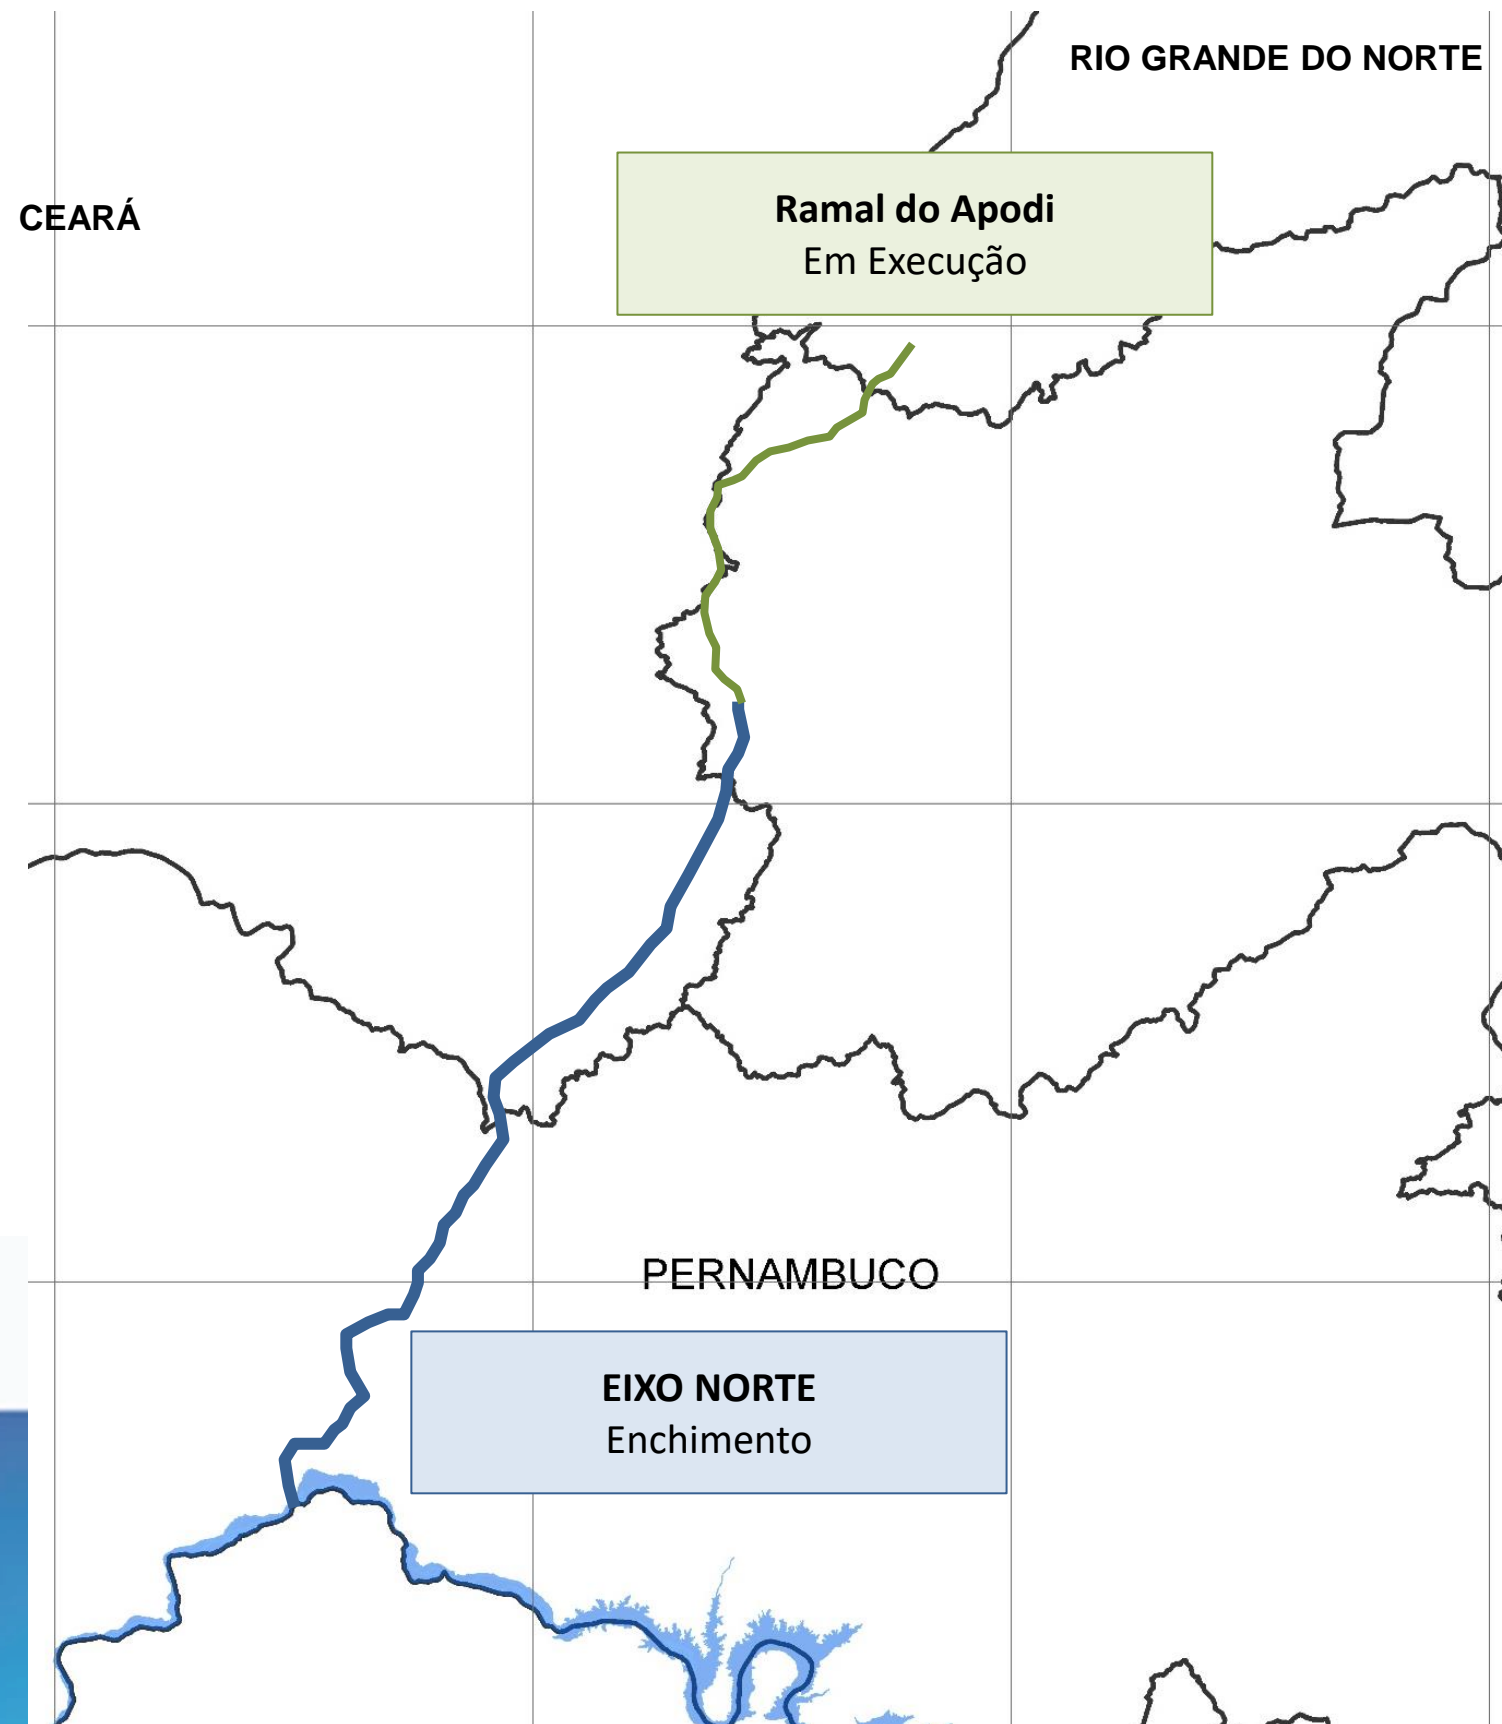 RIO GRANDE DO NORTE
CEARÁ
Ramal do Apodi
Em Execução
PERNAMBUCO
EIXO NORTE
Enchimento